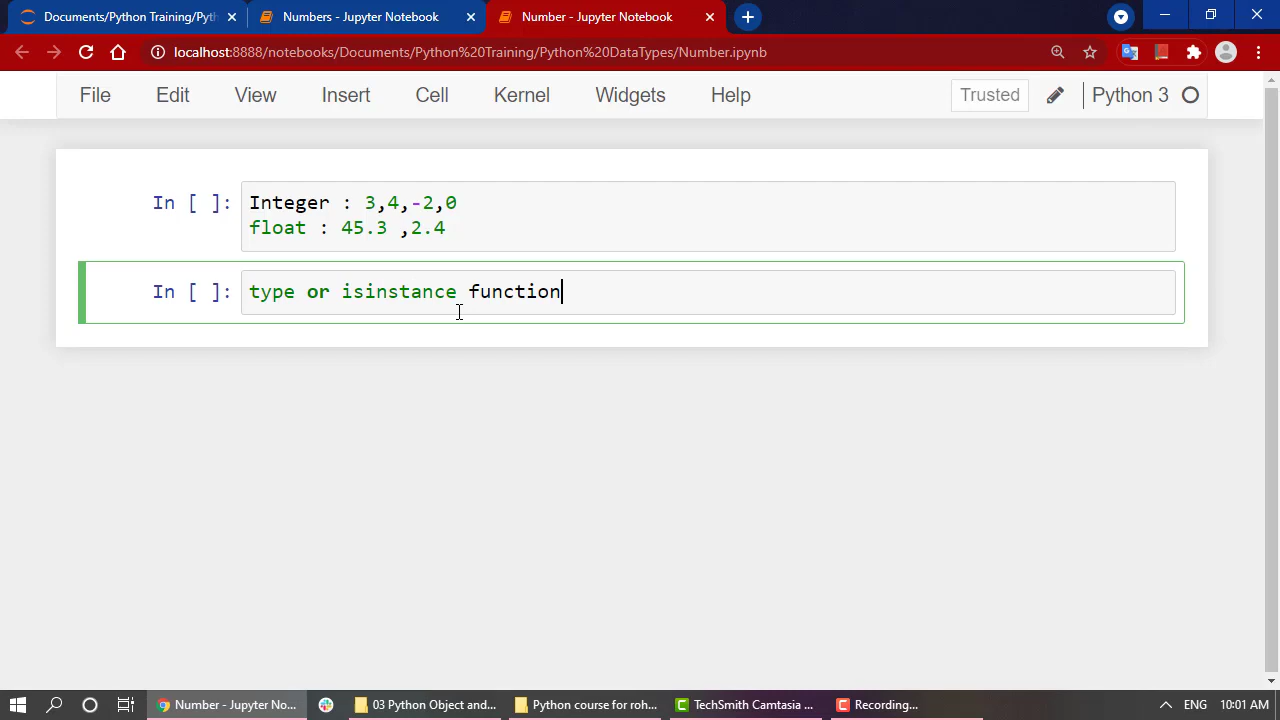 Documents/Python Training/Pyth
Numbers - Jupyter Notebook
Number - Jupyter Notebook
localhost:8888/notebooks/Documents/Python%20Training/Python%20DataTypes/Number.ipynb
File Edit View Insert Cell Kernel Widgets Help Trusted Python 3
In [ ]: Integer : 3,4,-2,0
float : 45.3 ,2.4
In [ ]: type or isinstance function
Number - Jupyter No...
03 Python Object and...
Python course for roh...
TechSmith Camtasia ...
Recording...
ENG
10:01 AM